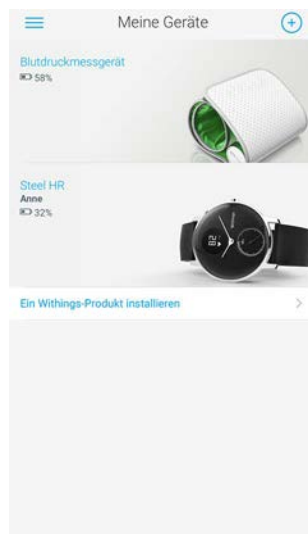 Meine Geräte
Blutdruckmessgerät
58%
Steel HR
Anne
32%
Ein Withings-Produkt installieren